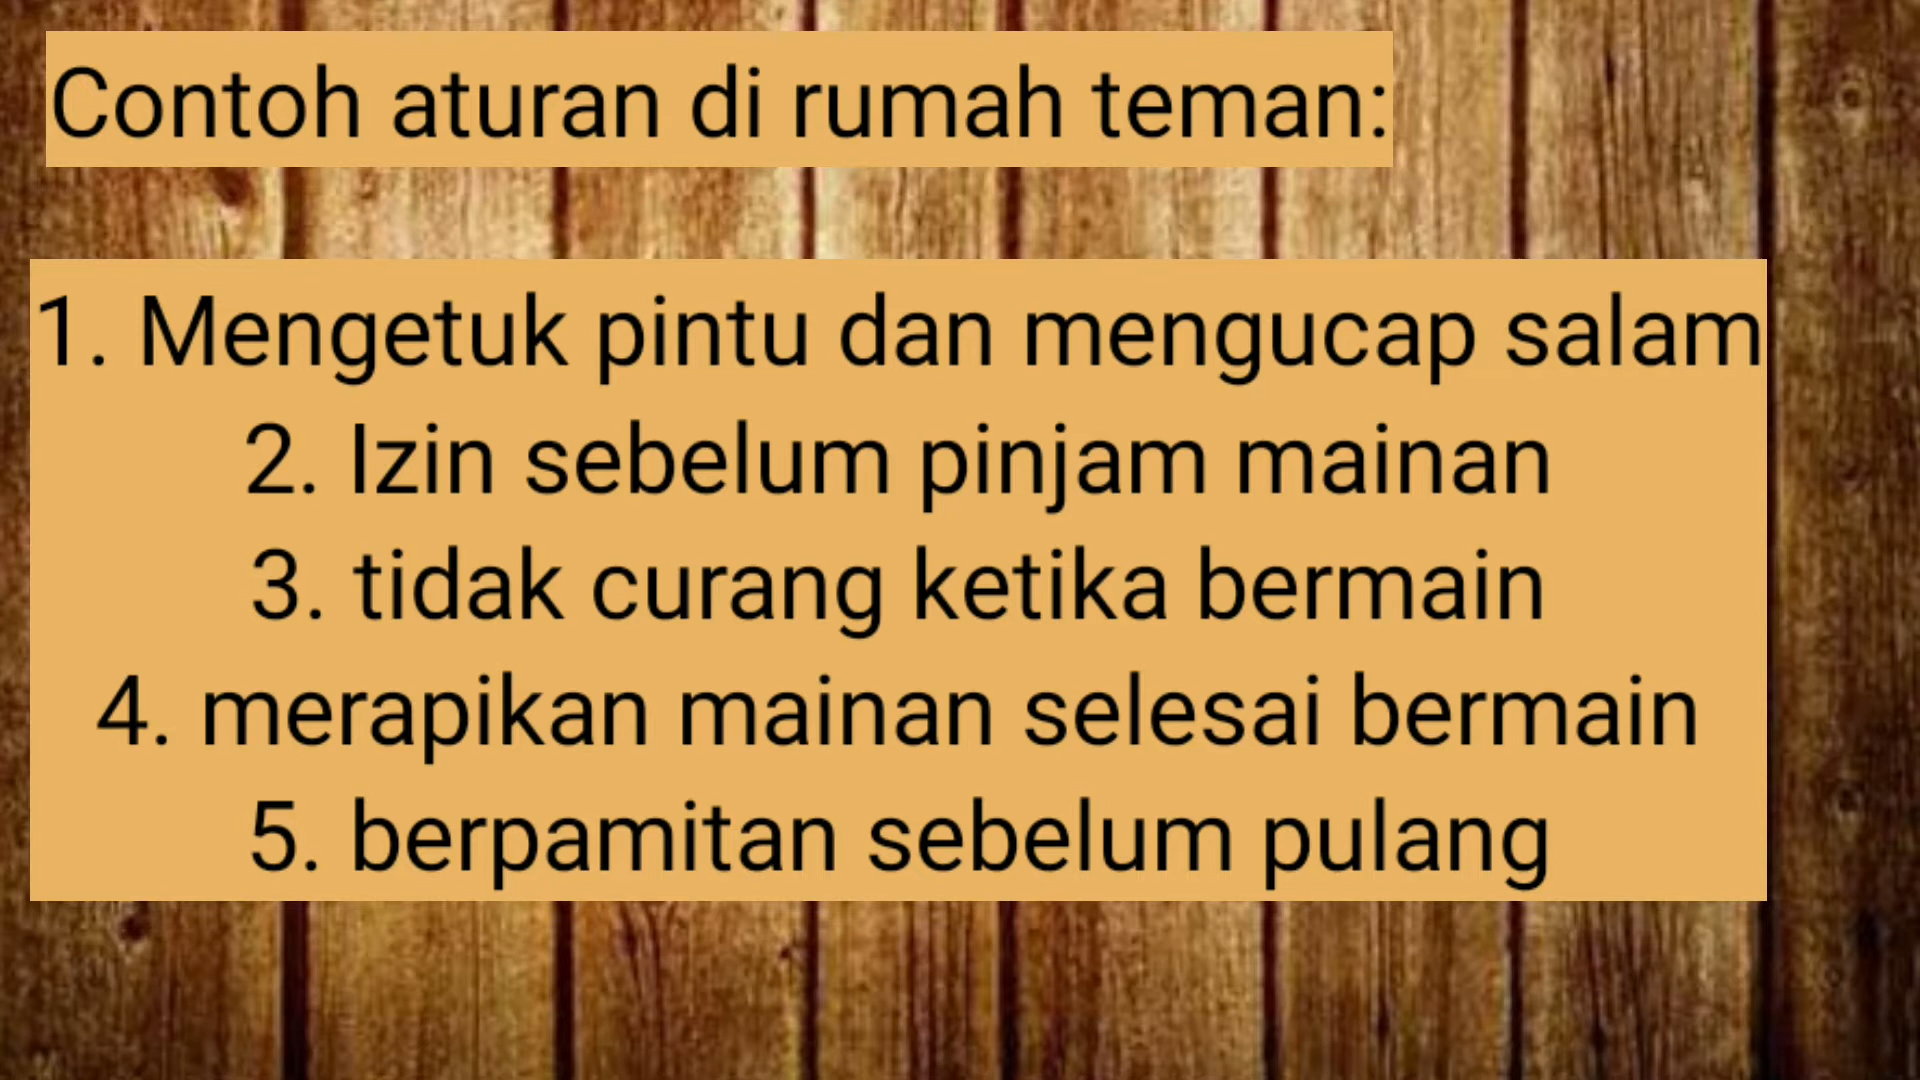 Contoh aturan di rumah teman:
1. Mengetuk pintu dan mengucap salam
2. Izin sebelum pinjam mainan
3. tidak curang ketika bermain
4. merapikan mainan selesai bermain
5. berpamitan sebelum pulang